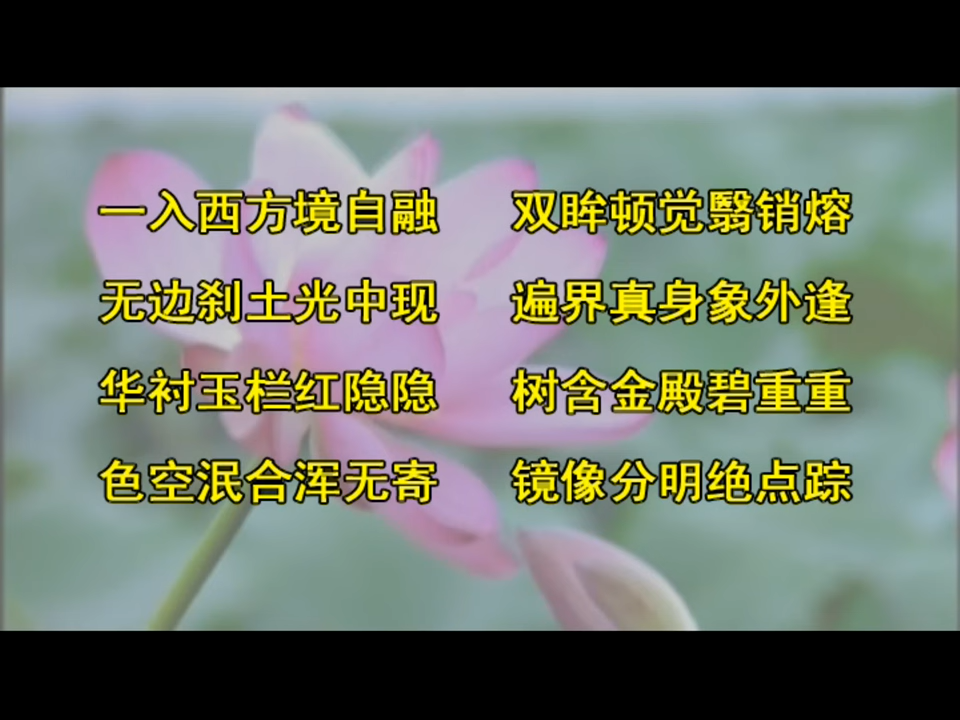 一入西方境自融 双眸顿觉翳销熔
无边刹土光中现 遍界真身象外逢
华衬玉栏红隐隐 树含金殿碧重重
色空泯合浑无寄 镜像分明绝点踪